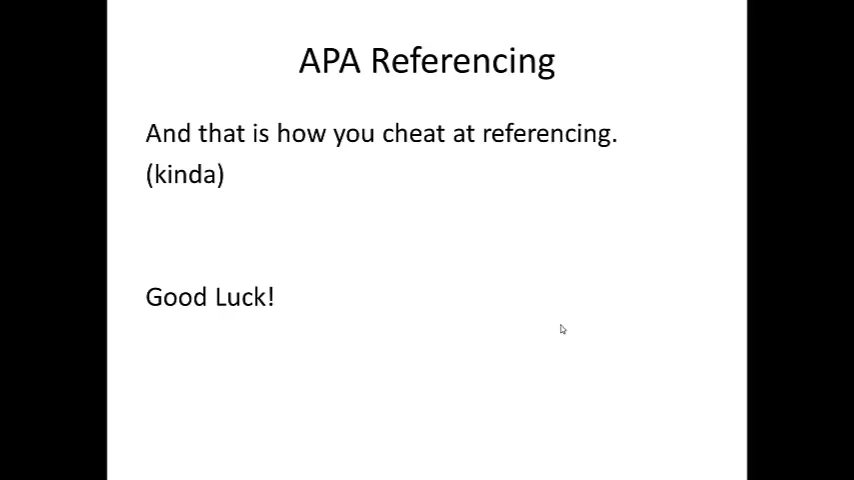 APA Referencing
And that is how you cheat at referencing.
(kinda)
Good Luck!